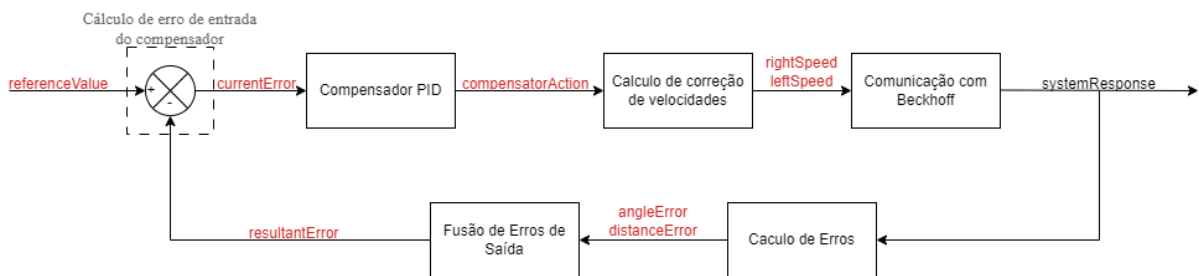 Cálculo de erro de entrada
do compensador
referenceValue
+
-
currentError
Compensador PID
compensatorAction
Calculo de correção
de velocidades
rightSpeed
leftSpeed
Comunicação com
Beckhoff
systemResponse
resultantError
Fusão de Erros de
Saída
angleError
distanceError
Caculo de Erros